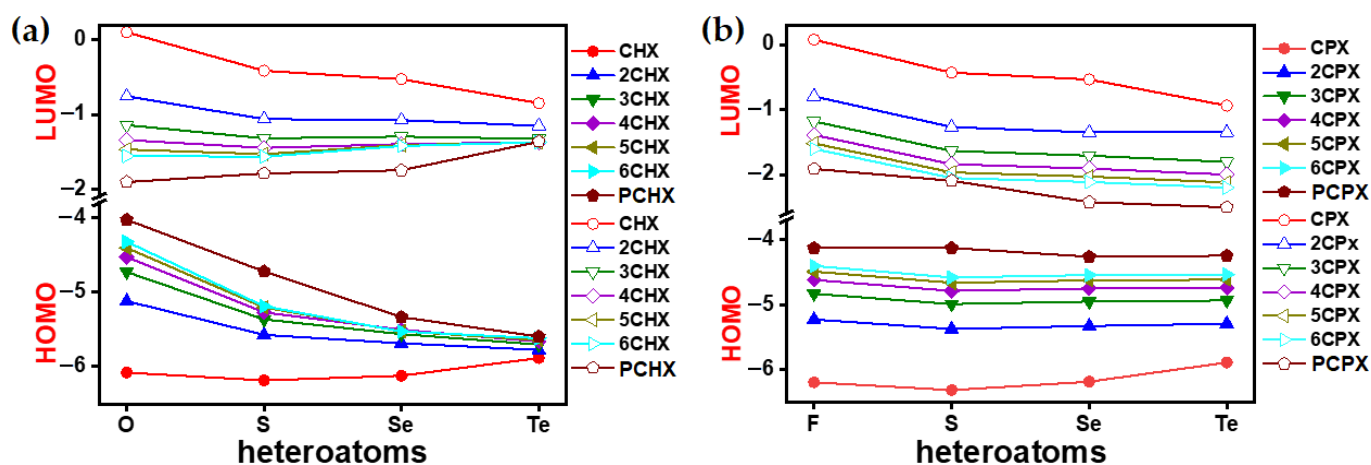 (a)
LUMO
HOMO
0
−1
−2
−4
−5
−6
O S Se Te
heteroatoms
CHX
2CHX
3CHX
4CHX
5CHX
6CHX
PCHX
CHX
2CHX
3CHX
4CHX
5CHX
6CHX
PCHX
(b)
LUMO
HOMO
0
−1
−2
−4
−5
−6
F S Se Te
heteroatoms
CPX
2CPX
3CPX
4CPX
5CPX
6CPX
PCPX
CPX
2CPx
3CPX
4CPX
5CPX
6CPX
PCPX